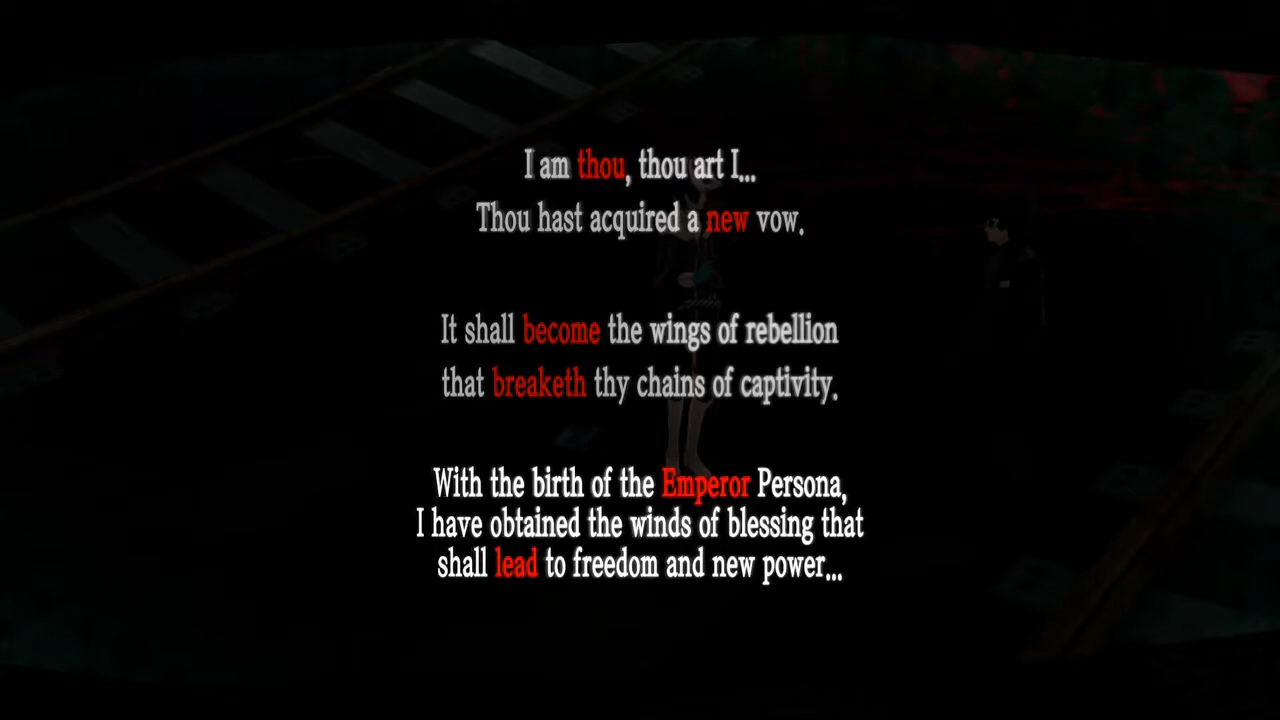 I am thou, thou art I...
Thou hast acquired a new vow.
It shall become the wings of rebellion
that breaketh thy chains of captivity.
With the birth of the Emperor Persona,
I have obtained the winds of blessing that
shall lead to freedom and new power...